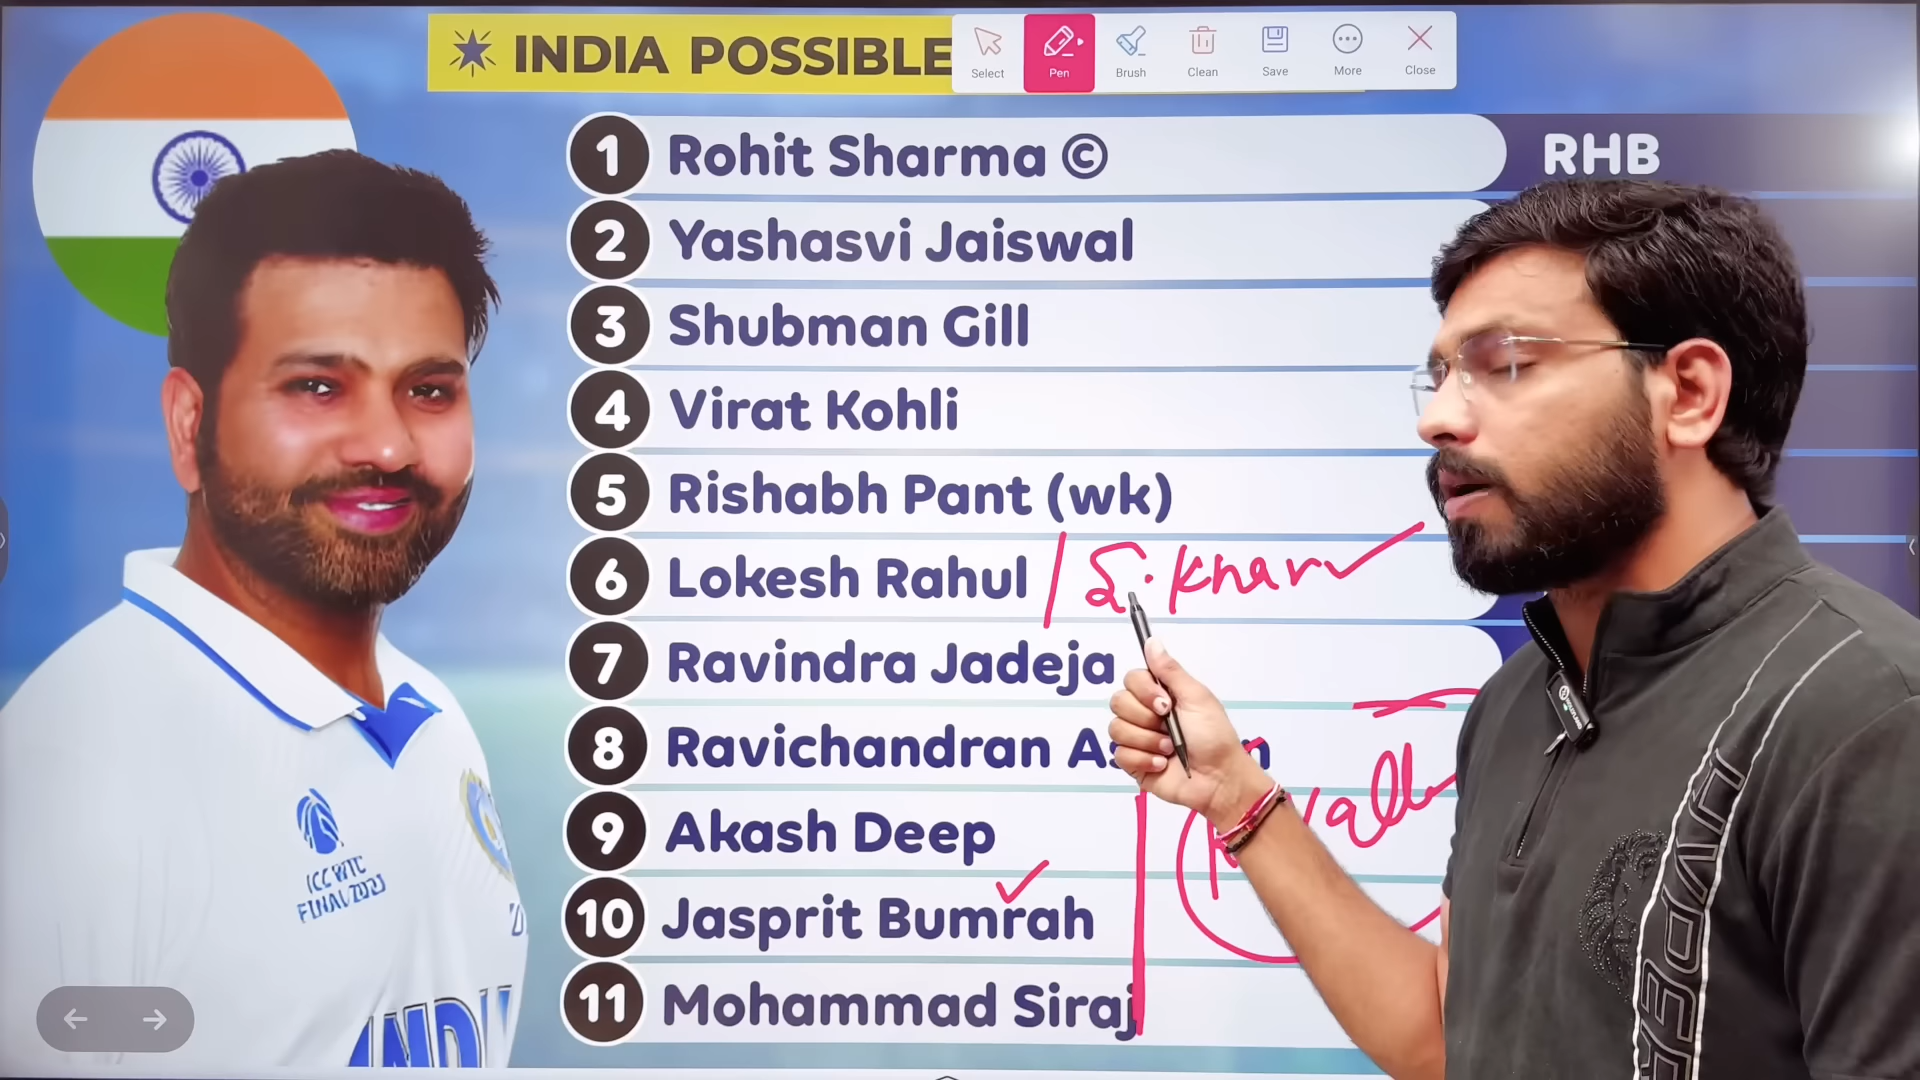 INDIA POSSIBLE
Select
Pen
Brush
Clean
Save
More
Close
1 Rohit Sharma © RHB
2 Yashasvi Jaiswal
3 Shubman Gill
4 Virat Kohli
5 Rishabh Pant (wk)
6 Lokesh Rahul / S. Khan
7 Ravindra Jadeja
8 Ravichandran
9 Akash Deep
10 Jasprit Bumrah
11 Mohammad Siraj
ICC WTC
FINAL 2021